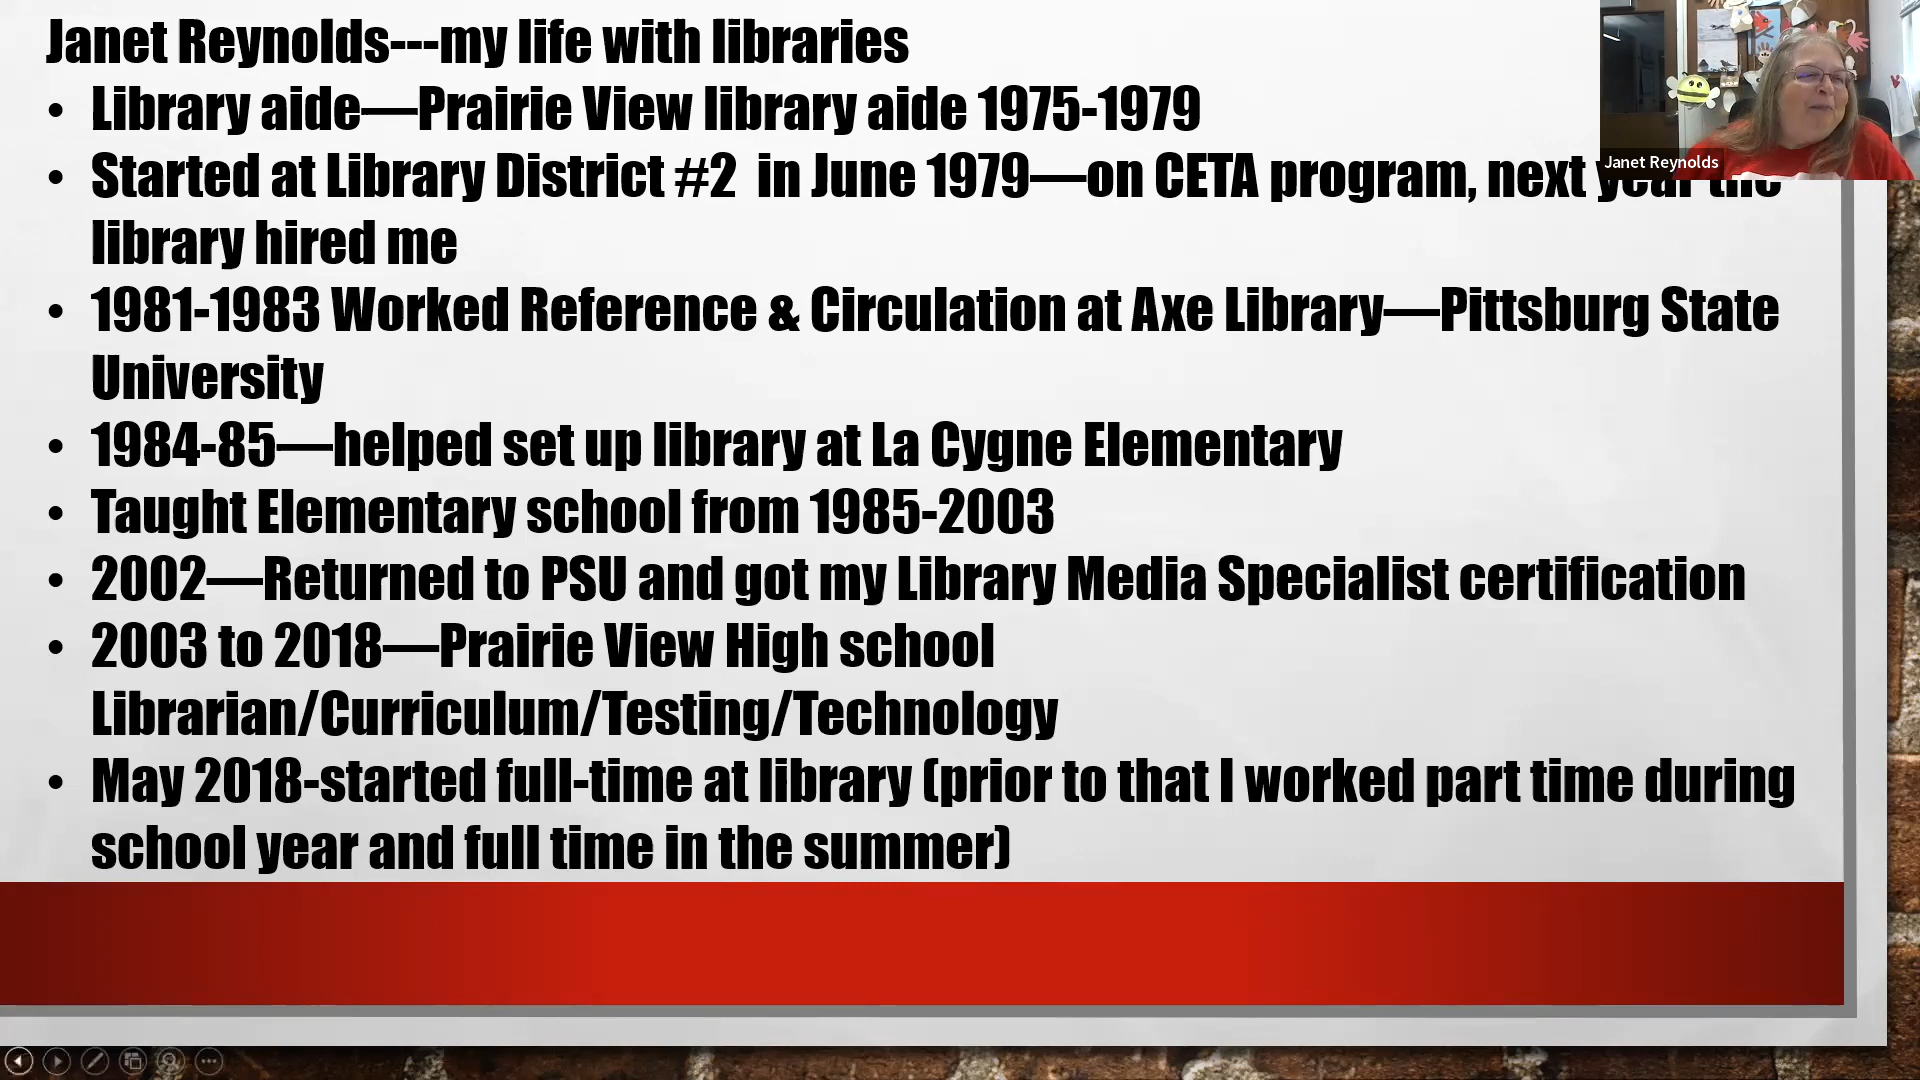 Janet Reynolds---my life with libraries
• Library aide—Prairie View library aide 1975-1979
• Started at Library District #2 in June 1979—on CETA program, next year the
library hired me
• 1981-1983 Worked Reference & Circulation at Axe Library—Pittsburg State
University
• 1984-85—helped set up library at La Cygne Elementary
• Taught Elementary school from 1985-2003
• 2002—Returned to PSU and got my Library Media Specialist certification
• 2003 to 2018—Prairie View High school
Librarian/Curriculum/Testing/Technology
• May 2018-started full-time at library (prior to that I worked part time during
school year and full time in the summer)
Janet Reynolds